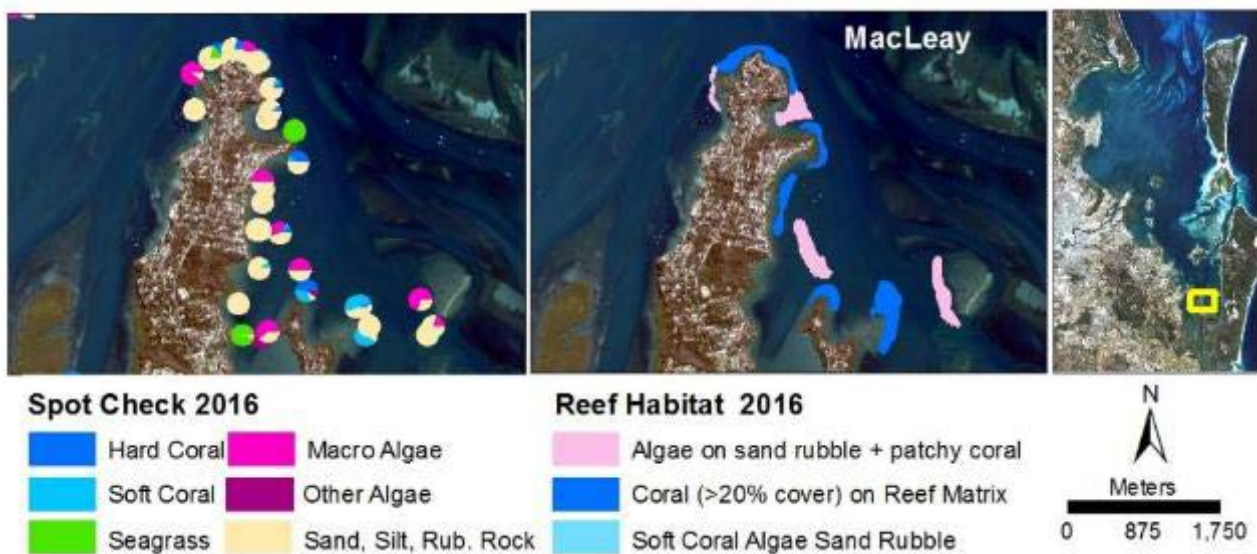 MacLeay
Spot Check 2016
Hard Coral
Macro Algae
Soft Coral
Other Algae
Seagrass
Sand, Silt, Rub. Rock
Reef Habitat 2016
Algae on sand rubble + patchy coral
Coral (>20% cover) on Reef Matrix
Soft Coral Algae Sand Rubble
N
Meters
0 875 1,750